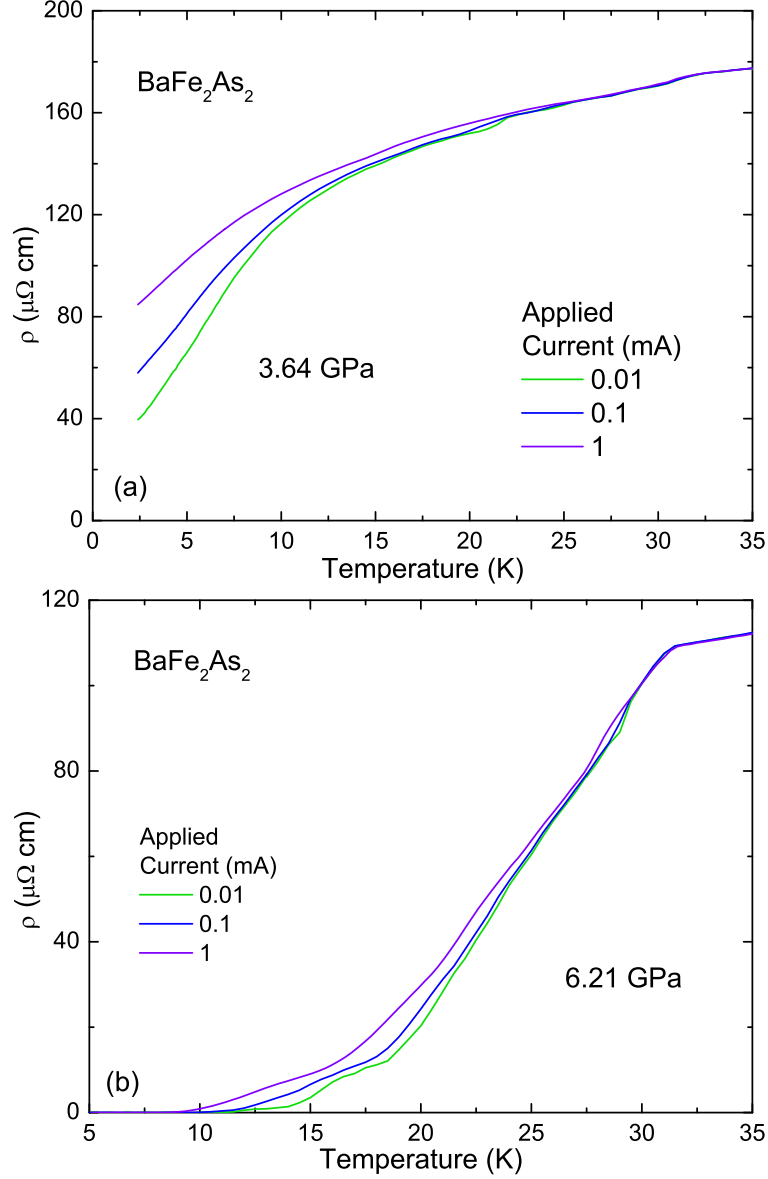 200
160
120
80
40
0
ρ (μΩ cm)
BaFe₂As₂
3.64 GPa
Applied
Current (mA)
0.01
0.1
1
(a)
0 5 10 15 20 25 30 35
Temperature (K)
120
80
40
0
ρ (μΩ cm)
BaFe₂As₂
Applied
Current (mA)
0.01
0.1
1
6.21 GPa
(b)
5 10 15 20 25 30 35
Temperature (K)